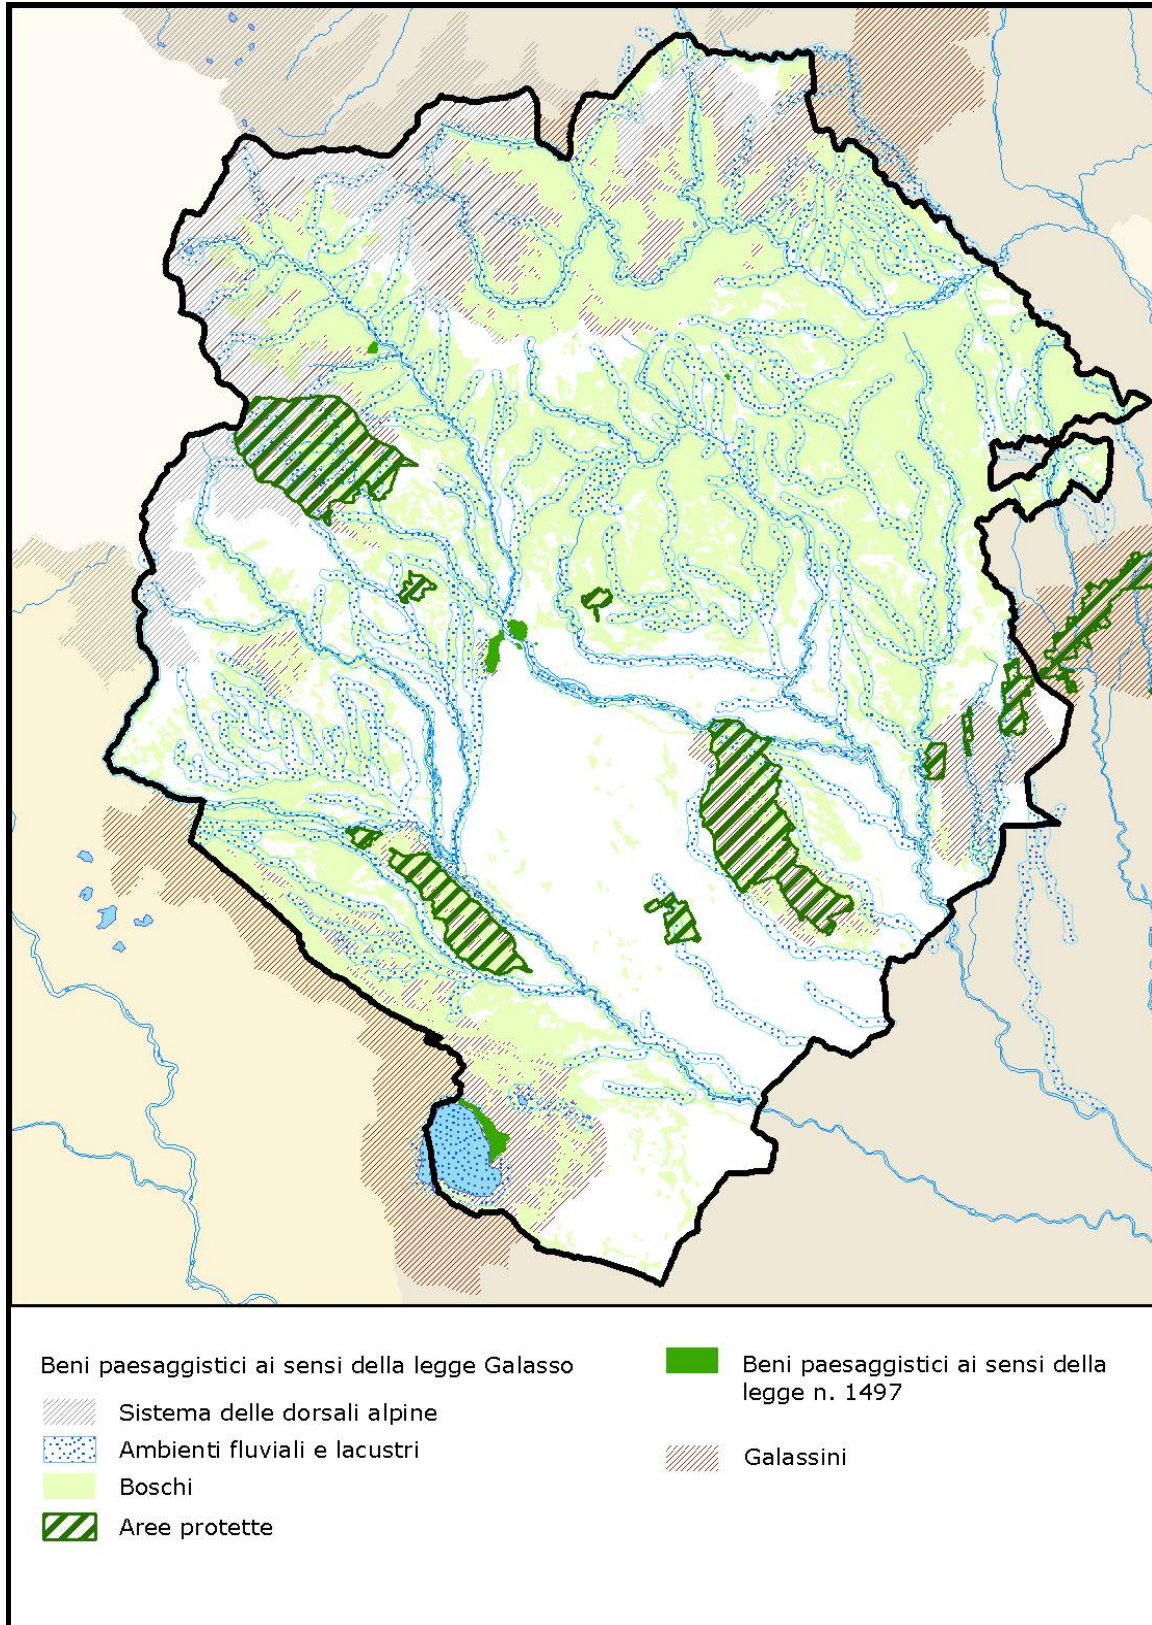 Beni paesaggistici ai sensi della legge Galasso
Sistema delle dorsali alpine
Ambienti fluviali e lacustri
Boschi
Aree protette
Beni paesaggistici ai sensi della
legge n. 1497
Galassini